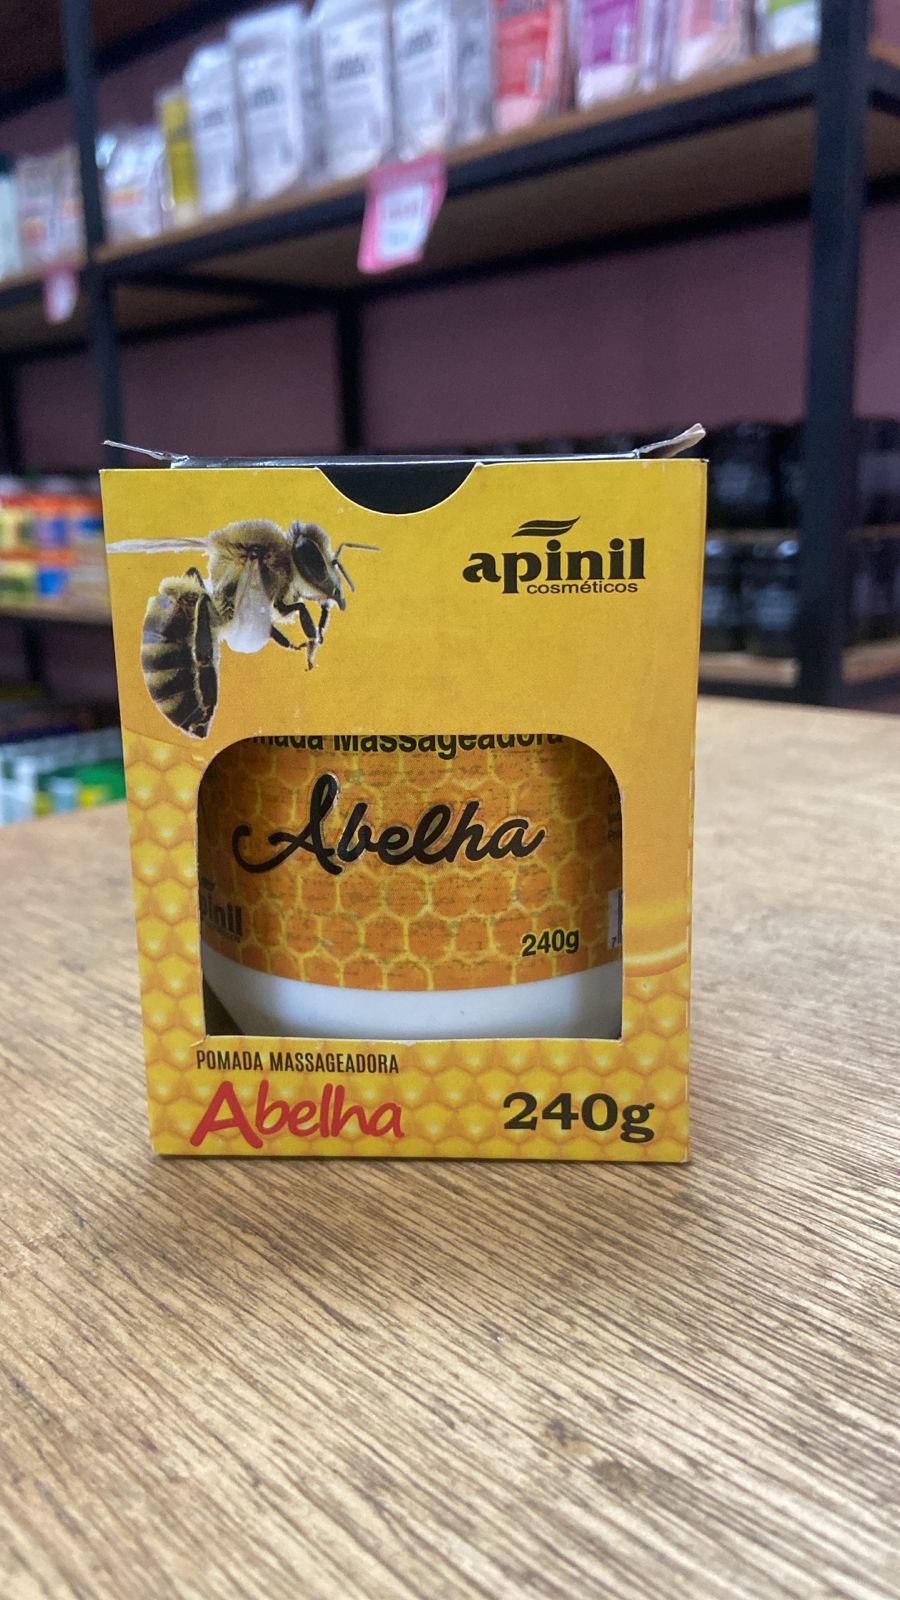 apinil
cosméticos
Massageadora
Abelha
240g
POMADA MASSAGEADORA
Abelha
240g